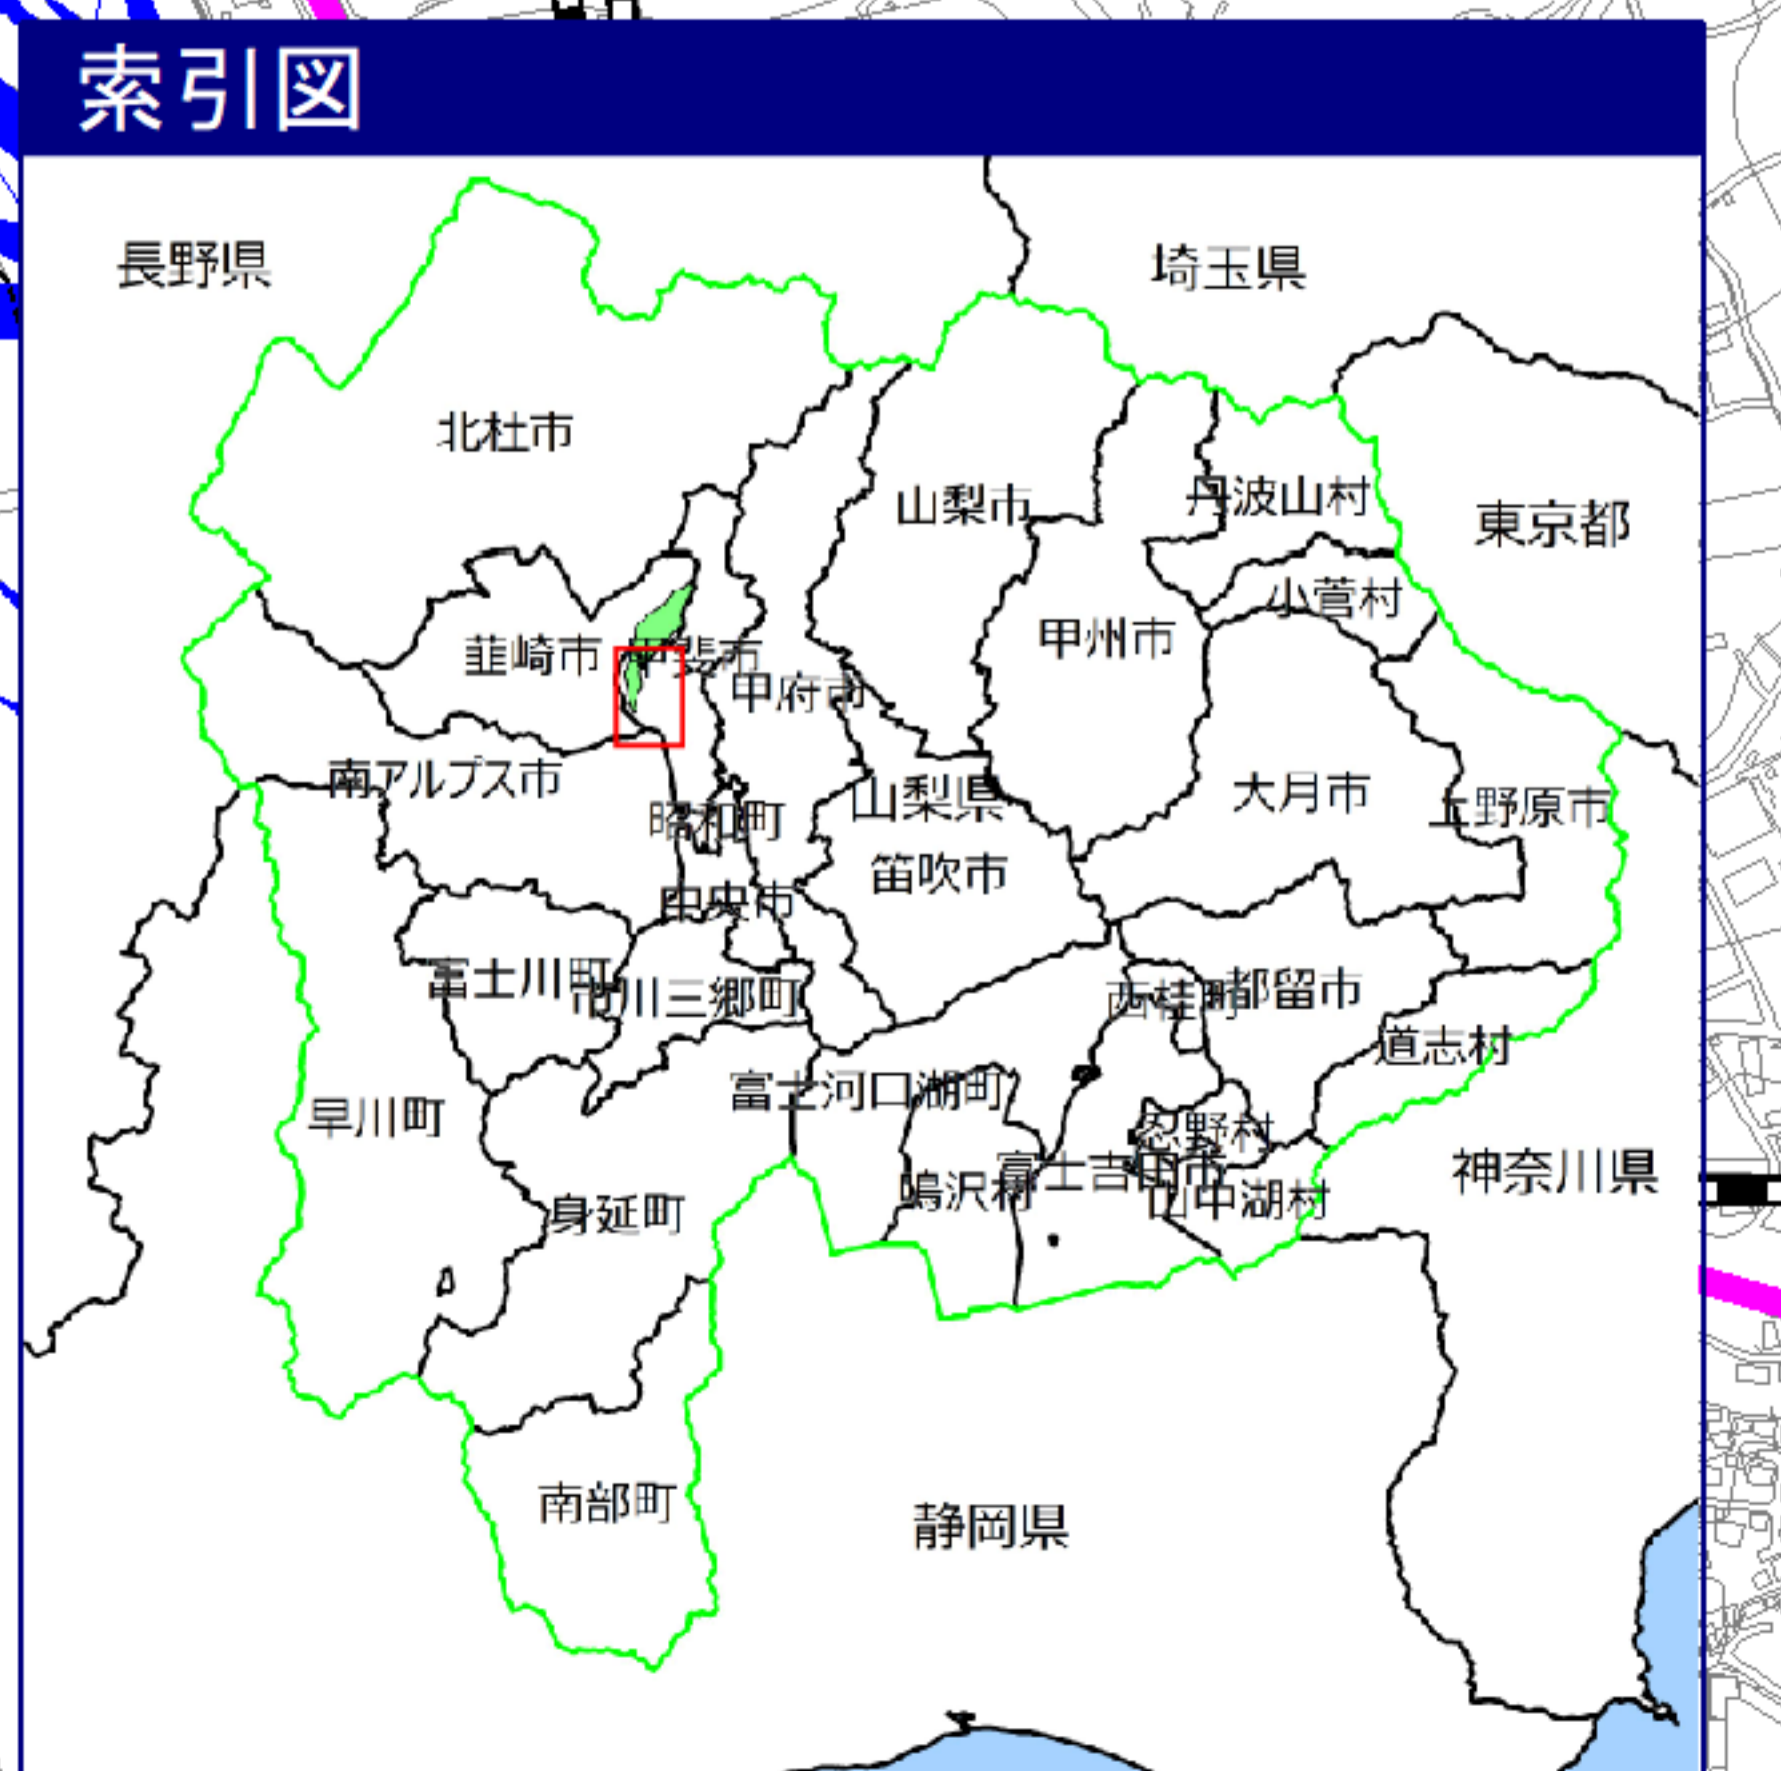 索引図
長野県
埼玉県
北杜市
山梨市
丹波山村
東京都
小菅村
韮崎市
甲斐市
甲州市
甲府市
南アルプス市
山梨県
大月市
上野原市
昭和町
笛吹市
中央市
富士川町
市川三郷町
西桂町
都留市
道志村
早川町
富士河口湖町
忍野村
鳴沢村
富士吉田市
山中湖村
神奈川県
身延町
南部町
静岡県